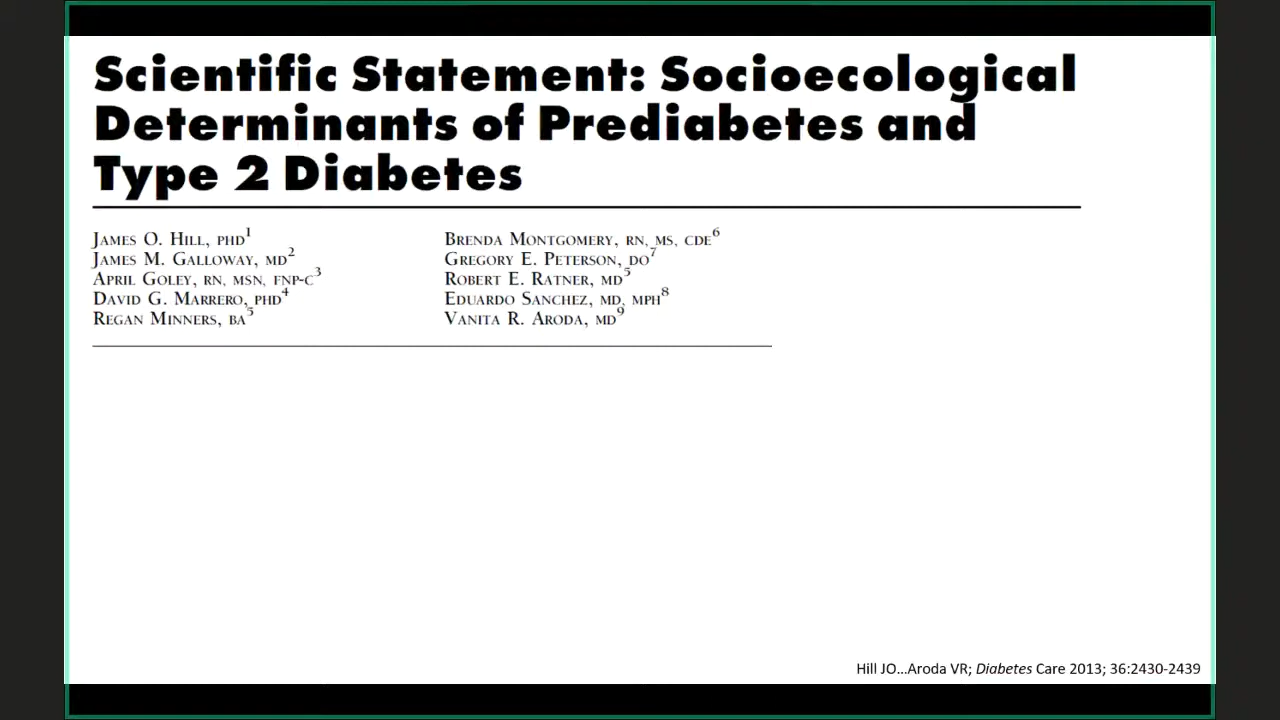 Scientific Statement: Socioecological
Determinants of Prediabetes and
Type 2 Diabetes
JAMES O. HILL, PHD1
JAMES M. GALLOWAY, MD2
APRIL GOLEY, RN, MSN, FNP-C3
DAVID G. MARRERO, PHD4
REGAN MINNERS, BA5
BRENDA MONTGOMERY, RN, MS, CDE6
GREGORY E. PETERSON, DO7
ROBERT E. RATNER, MD5
EDUARDO SANCHEZ, MD, MPH8
VANITA R. ARODA, MD9
Hill JO...Aroda VR; Diabetes Care 2013; 36:2430-2439